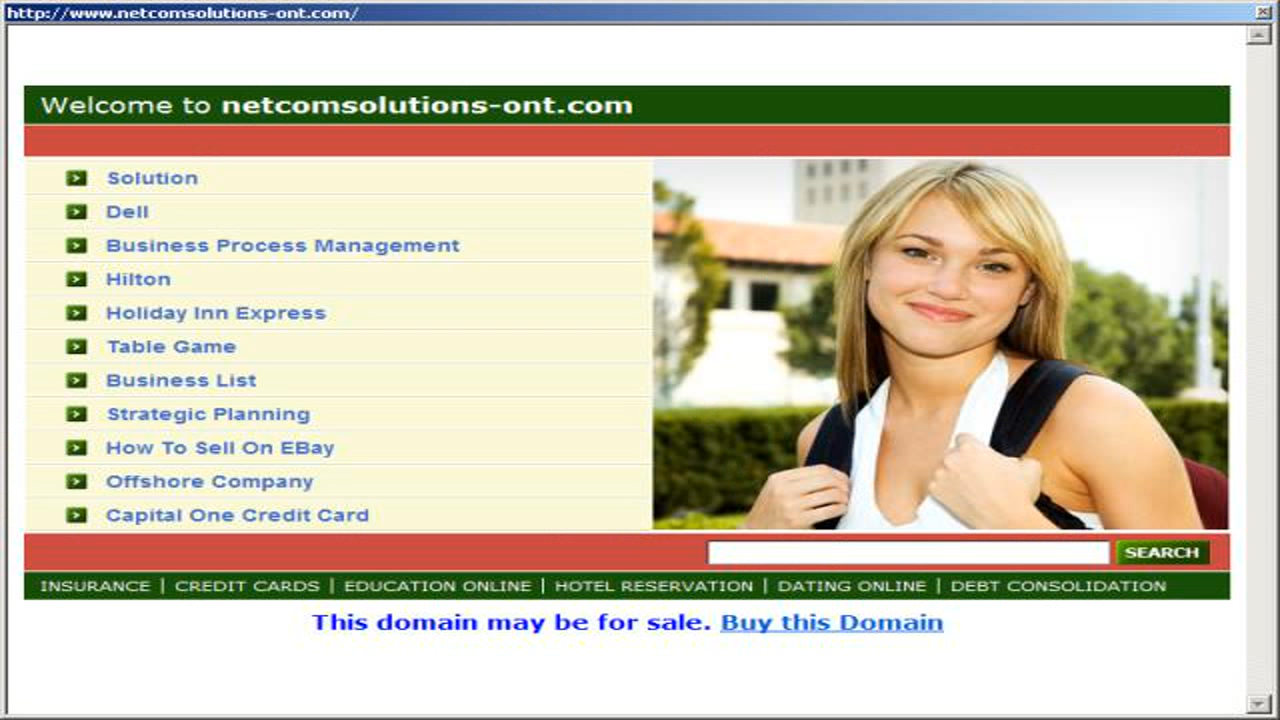 http://www.netcomsolutions-ont.com/
Welcome to netcomsolutions-ont.com
Solution
Dell
Business Process Management
Hilton
Holiday Inn Express
Table Game
Business List
Strategic Planning
How To Sell On EBay
Offshore Company
Capital One Credit Card
SEARCH
INSURANCE | CREDIT CARDS | EDUCATION ONLINE | HOTEL RESERVATION | DATING ONLINE | DEBT CONSOLIDATION
This domain may be for sale. Buy this Domain